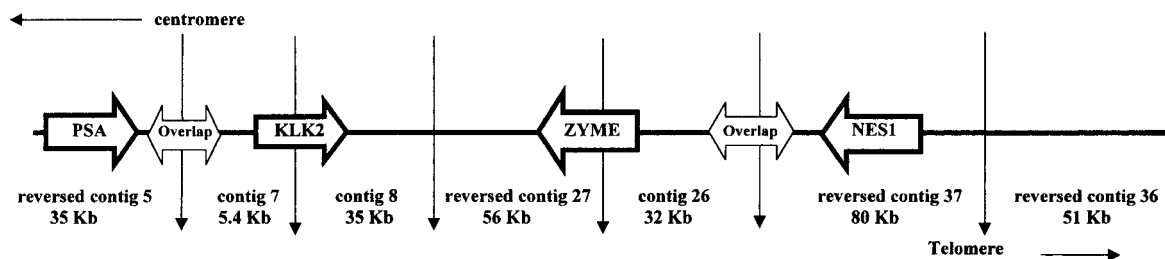 centromere
PSA Overlap KLK2 ZYME Overlap NES1
reversed contig 5 contig 7 contig 8 reversed contig 27 contig 26 reversed contig 37 reversed contig 36
35 Kb 5.4 Kb 35 Kb 56 Kb 32 Kb 80 Kb 51 Kb
Telomere